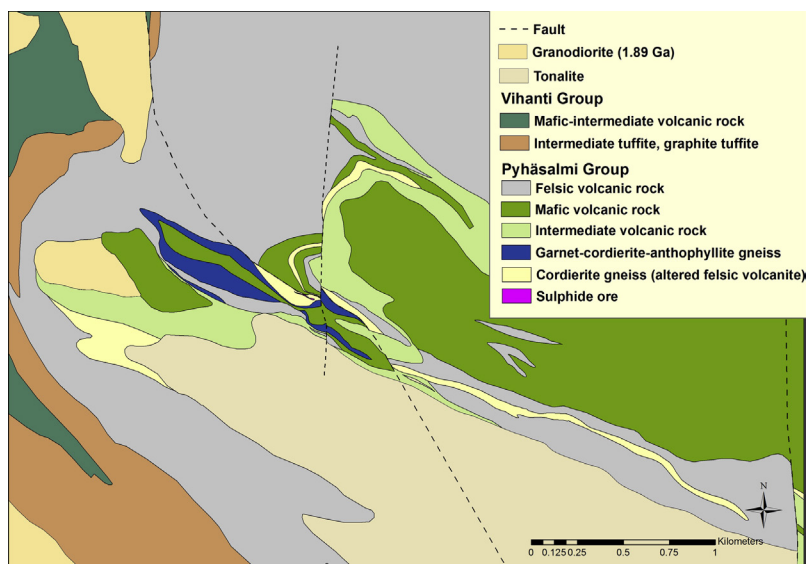 Fault
Granodiorite (1.89 Ga)
Tonalite
Vihanti Group
Mafic-intermediate volcanic rock
Intermediate tuffite, graphite tuffite
Pyhäsalmi Group
Felsic volcanic rock
Mafic volcanic rock
Intermediate volcanic rock
Garnet-cordierite-anthophyllite gneiss
Cordierite gneiss (altered felsic volcanite)
Sulphide ore
N
Kilometers
0 0.125 0.25 0.5 0.75 1